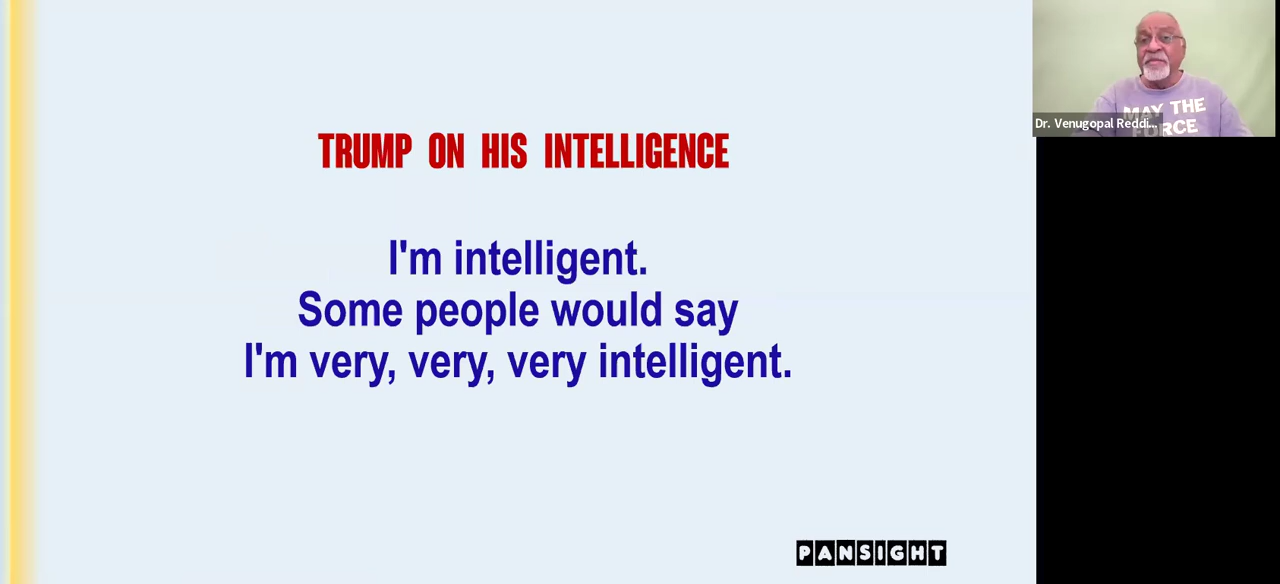 TRUMP ON HIS INTELLIGENCE
I'm intelligent.
Some people would say
I'm very, very, very intelligent.
PANSIGHT
MAY THE
FORCE
Dr. Venugopal Reddi...